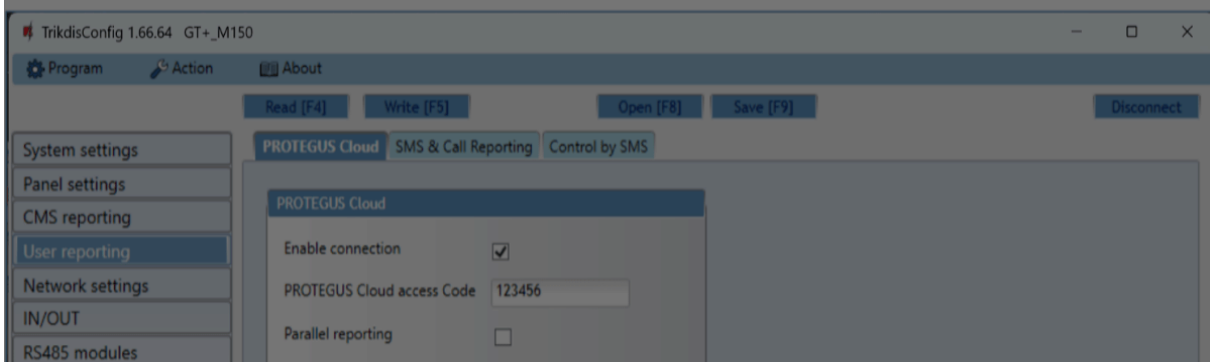 TrikdisConfig 1.66.64 GT+_M150
Program Action About
Read [F4] Write [F5] Open [F8] Save [F9] Disconnect
System settings
Panel settings
CMS reporting
User reporting
Network settings
IN/OUT
RS485 modules
PROTEGUS Cloud SMS & Call Reporting Control by SMS
PROTEGUS Cloud
Enable connection
PROTEGUS Cloud access Code 123456
Parallel reporting